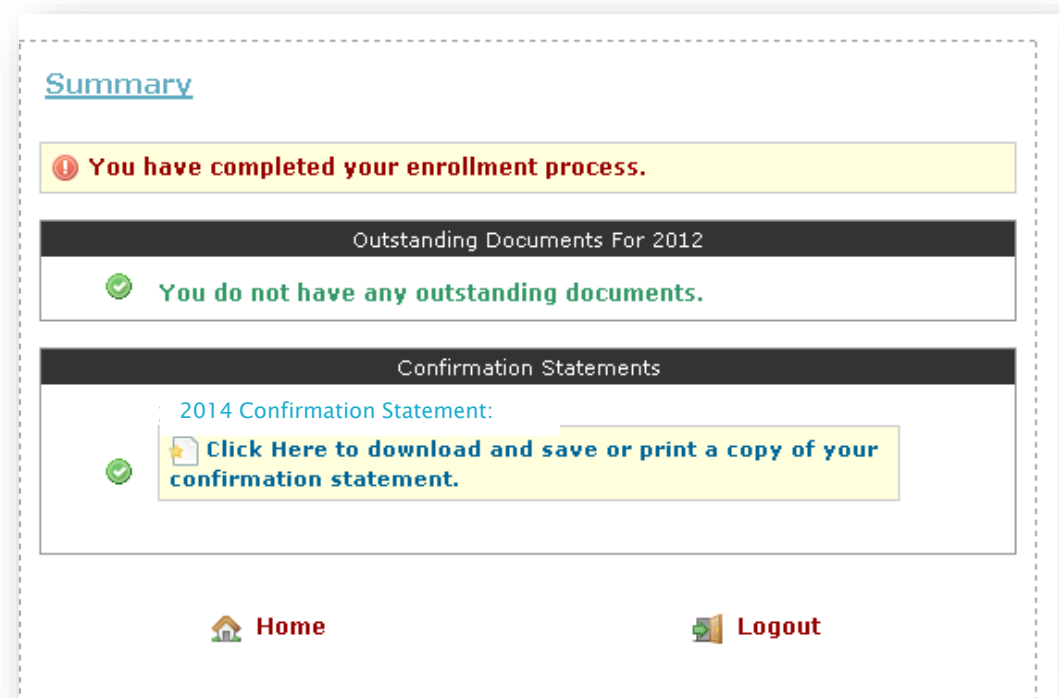 Summary
You have completed your enrollment process.
Outstanding Documents For 2012
You do not have any outstanding documents.
Confirmation Statements
2014 Confirmation Statement:
Click Here to download and save or print a copy of your
confirmation statement.
Home
Logout